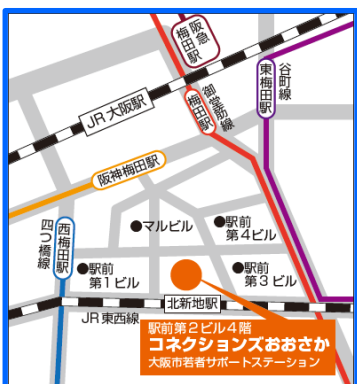 阪急
梅田駅
JR大阪駅
御堂筋線
梅田駅
谷町線
東梅田駅
阪神梅田駅
西梅田駅
四つ橋線
●マルビル
●駅前
第4ビル
●駅前
第1ビル
●駅前
第3ビル
北新地駅
JR東西線
駅前第2ビル4階
コネクションズおおさか
大阪市若者サポートステーション